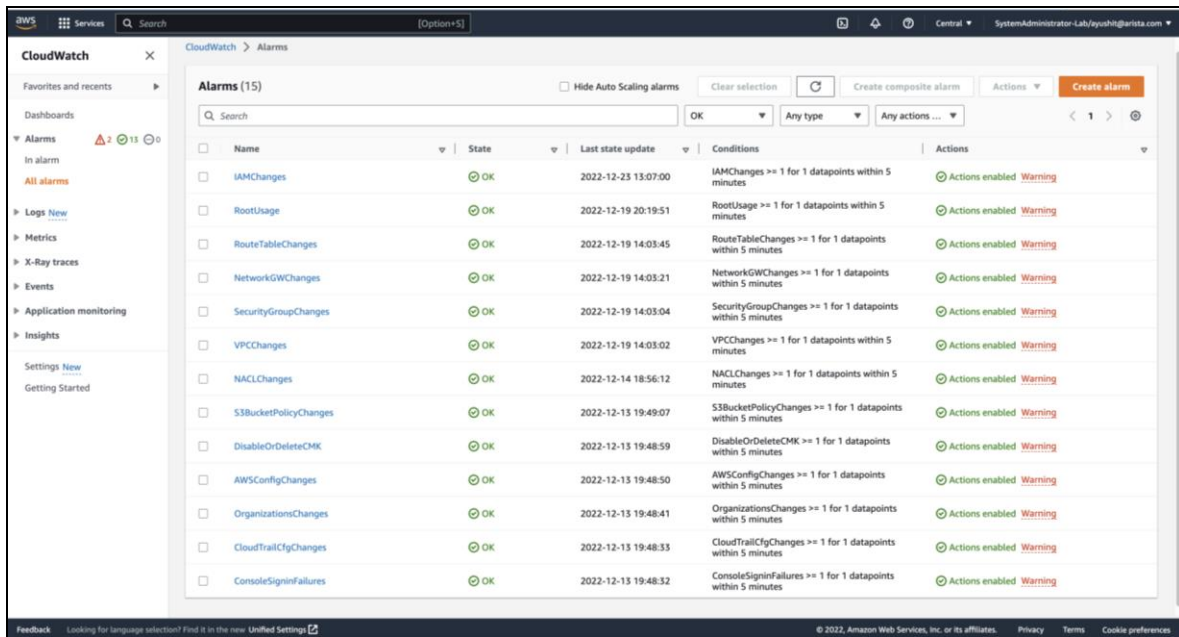 aws Services Search [Option+S] Central SystemAdministrator-Lab/ayushit@arista.com
CloudWatch
Favorites and recents
Dashboards
Alarms 2 13 0
In alarm
All alarms
Logs New
Metrics
X-Ray traces
Events
Application monitoring
Insights
Settings New
Getting Started
CloudWatch > Alarms
Alarms (15) Hide Auto Scaling alarms Clear selection Create composite alarm Actions Create alarm
Search OK Any type Any actions ... 1
Name State Last state update Conditions Actions
IAMChanges OK 2022-12-23 13:07:00 IAMChanges >= 1 for 1 datapoints within 5 Actions enabled Warning
minutes
RootUsage OK 2022-12-19 20:19:51 RootUsage >= 1 for 1 datapoints within 5 Actions enabled Warning
minutes
RouteTableChanges OK 2022-12-19 14:03:45 RouteTableChanges >= 1 for 1 datapoints Actions enabled Warning
within 5 minutes
NetworkGWChanges OK 2022-12-19 14:03:21 NetworkGWChanges >= 1 for 1 datapoints Actions enabled Warning
within 5 minutes
SecurityGroupChanges OK 2022-12-19 14:03:04 SecurityGroupChanges >= 1 for 1 datapoints Actions enabled Warning
within 5 minutes
VPCChanges OK 2022-12-19 14:03:02 VPCChanges >= 1 for 1 datapoints within 5 Actions enabled Warning
minutes
NACLChanges OK 2022-12-14 18:56:12 NACLChanges >= 1 for 1 datapoints within 5 Actions enabled Warning
minutes
S3BucketPolicyChanges OK 2022-12-13 19:49:07 S3BucketPolicyChanges >= 1 for 1 datapoints Actions enabled Warning
within 5 minutes
DisableOrDeleteCMK OK 2022-12-13 19:48:59 DisableOrDeleteCMK >= 1 for 1 datapoints Actions enabled Warning
within 5 minutes
AWSConfigChanges OK 2022-12-13 19:48:50 AWSConfigChanges >= 1 for 1 datapoints Actions enabled Warning
within 5 minutes
OrganizationsChanges OK 2022-12-13 19:48:41 OrganizationsChanges >= 1 for 1 datapoints Actions enabled Warning
within 5 minutes
CloudTrailCfgChanges OK 2022-12-13 19:48:33 CloudTrailCfgChanges >= 1 for 1 datapoints Actions enabled Warning
within 5 minutes
ConsoleSigninFailures OK 2022-12-13 19:48:32 ConsoleSigninFailures >= 1 for 1 datapoints Actions enabled Warning
within 5 minutes
Feedback Looking for language selection? Find it in the new Unified Settings © 2022, Amazon Web Services, Inc. or its affiliates. Privacy Terms Cookie preferences